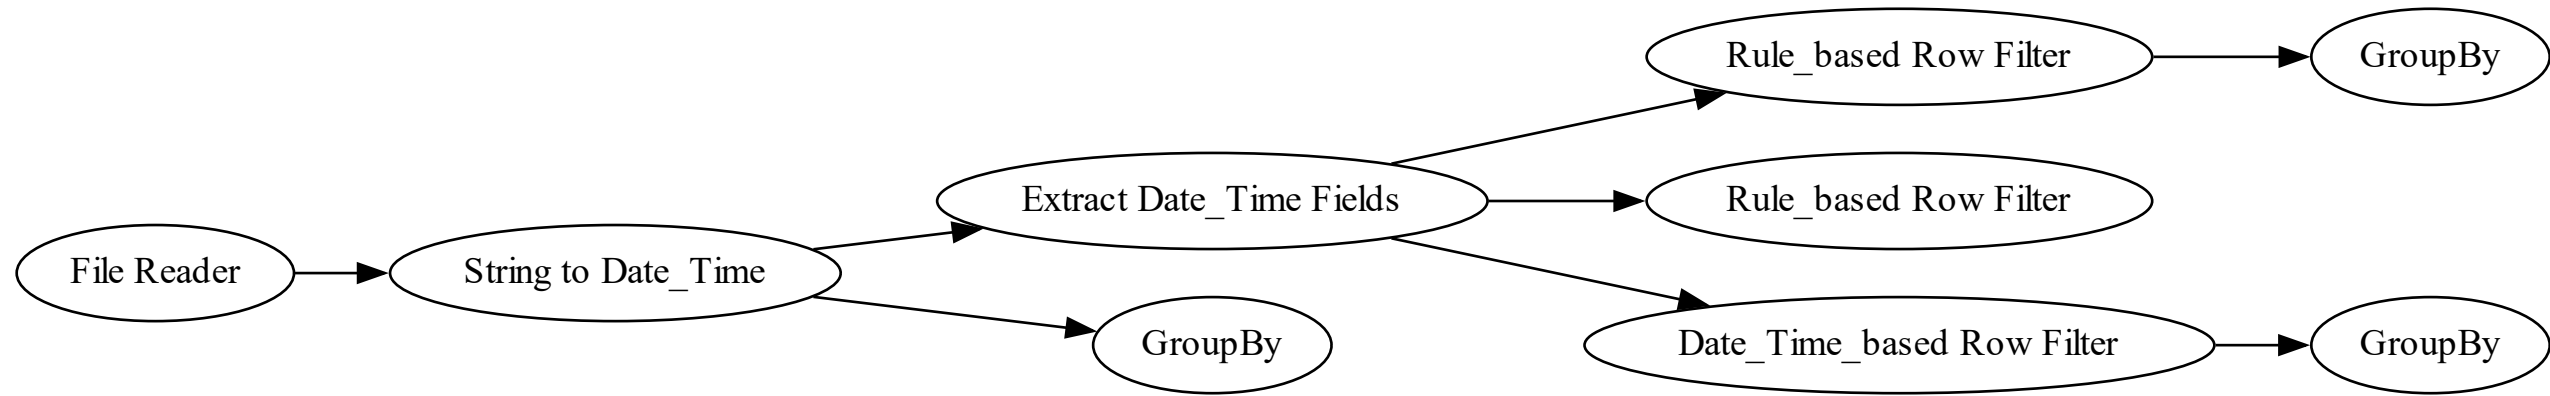 Rule_based Row Filter
GroupBy
Extract Date_Time Fields
Rule_based Row Filter
File Reader
String to Date_Time
GroupBy
Date_Time_based Row Filter
GroupBy